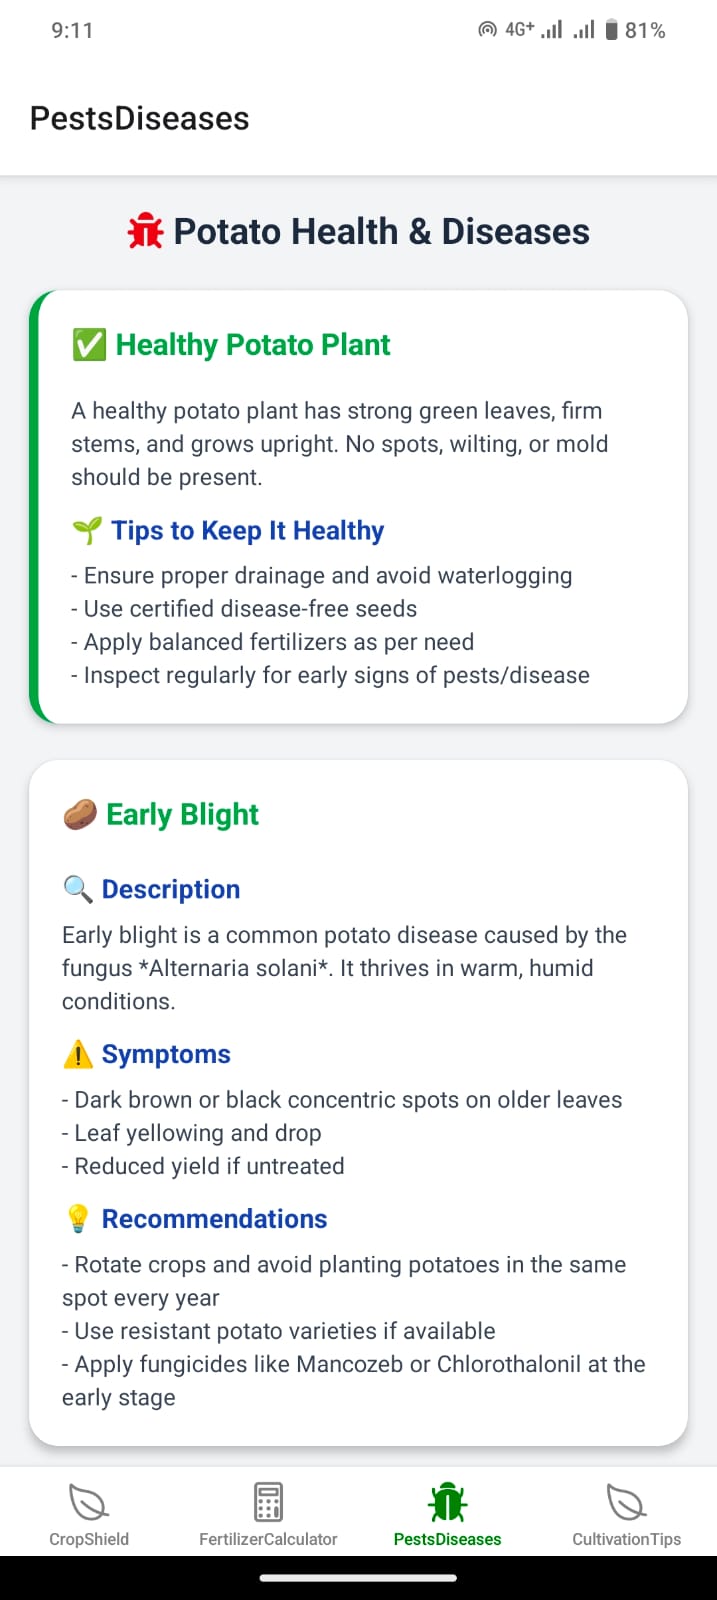 9:11
4G+ 81%
PestsDiseases
Potato Health & Diseases
Healthy Potato Plant
A healthy potato plant has strong green leaves, firm
stems, and grows upright. No spots, wilting, or mold
should be present.
Tips to Keep It Healthy
- Ensure proper drainage and avoid waterlogging
- Use certified disease-free seeds
- Apply balanced fertilizers as per need
- Inspect regularly for early signs of pests/disease
Early Blight
Description
Early blight is a common potato disease caused by the
fungus *Alternaria solani*. It thrives in warm, humid
conditions.
Symptoms
- Dark brown or black concentric spots on older leaves
- Leaf yellowing and drop
- Reduced yield if untreated
Recommendations
- Rotate crops and avoid planting potatoes in the same
spot every year
- Use resistant potato varieties if available
- Apply fungicides like Mancozeb or Chlorothalonil at the
early stage
CropShield FertilizerCalculator PestsDiseases CultivationTips